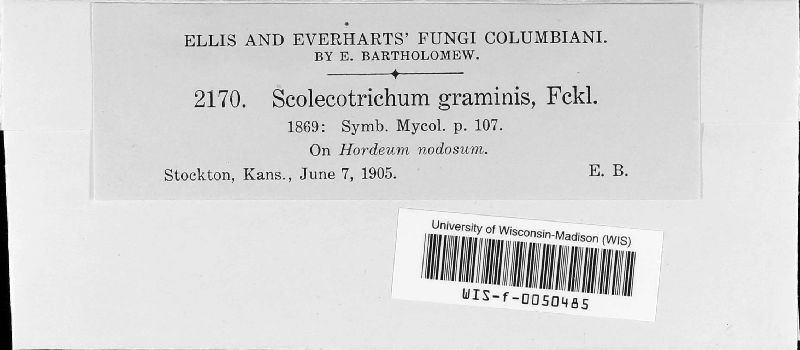 ELLIS AND EVERHARTS' FUNGI COLUMBIANI.
BY E. BARTHOLOMEW.
2170. Scolecotrichum graminis, Fckl.
1869: Symb. Mycol. p. 107.
On Hordeum nodosum.
Stockton, Kans., June 7, 1905. E. B.
University of Wisconsin-Madison (WIS)
WIS-f-0050485